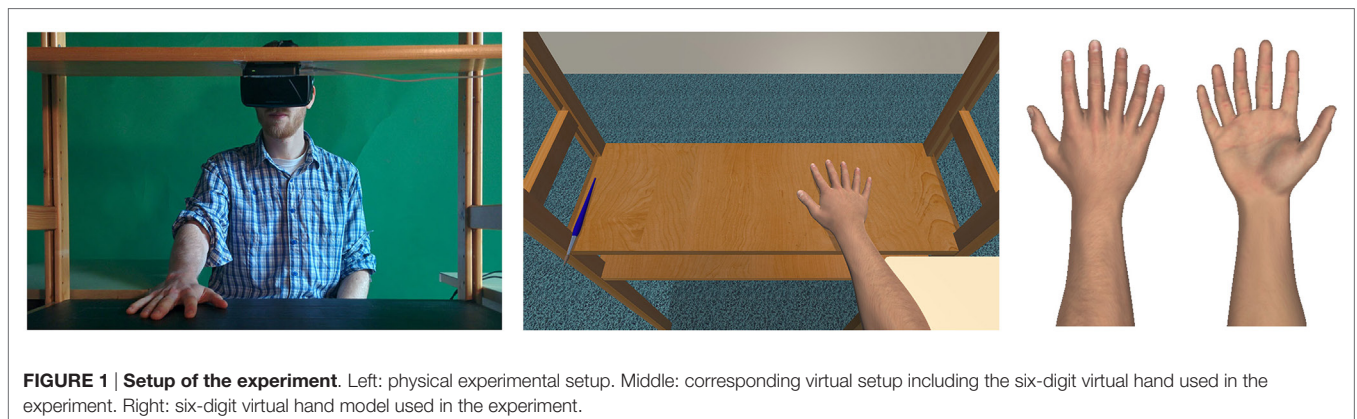 FIGURE 1 | Setup of the experiment. Left: physical experimental setup. Middle: corresponding virtual setup including the six-digit virtual hand used in the
experiment. Right: six-digit virtual hand model used in the experiment.